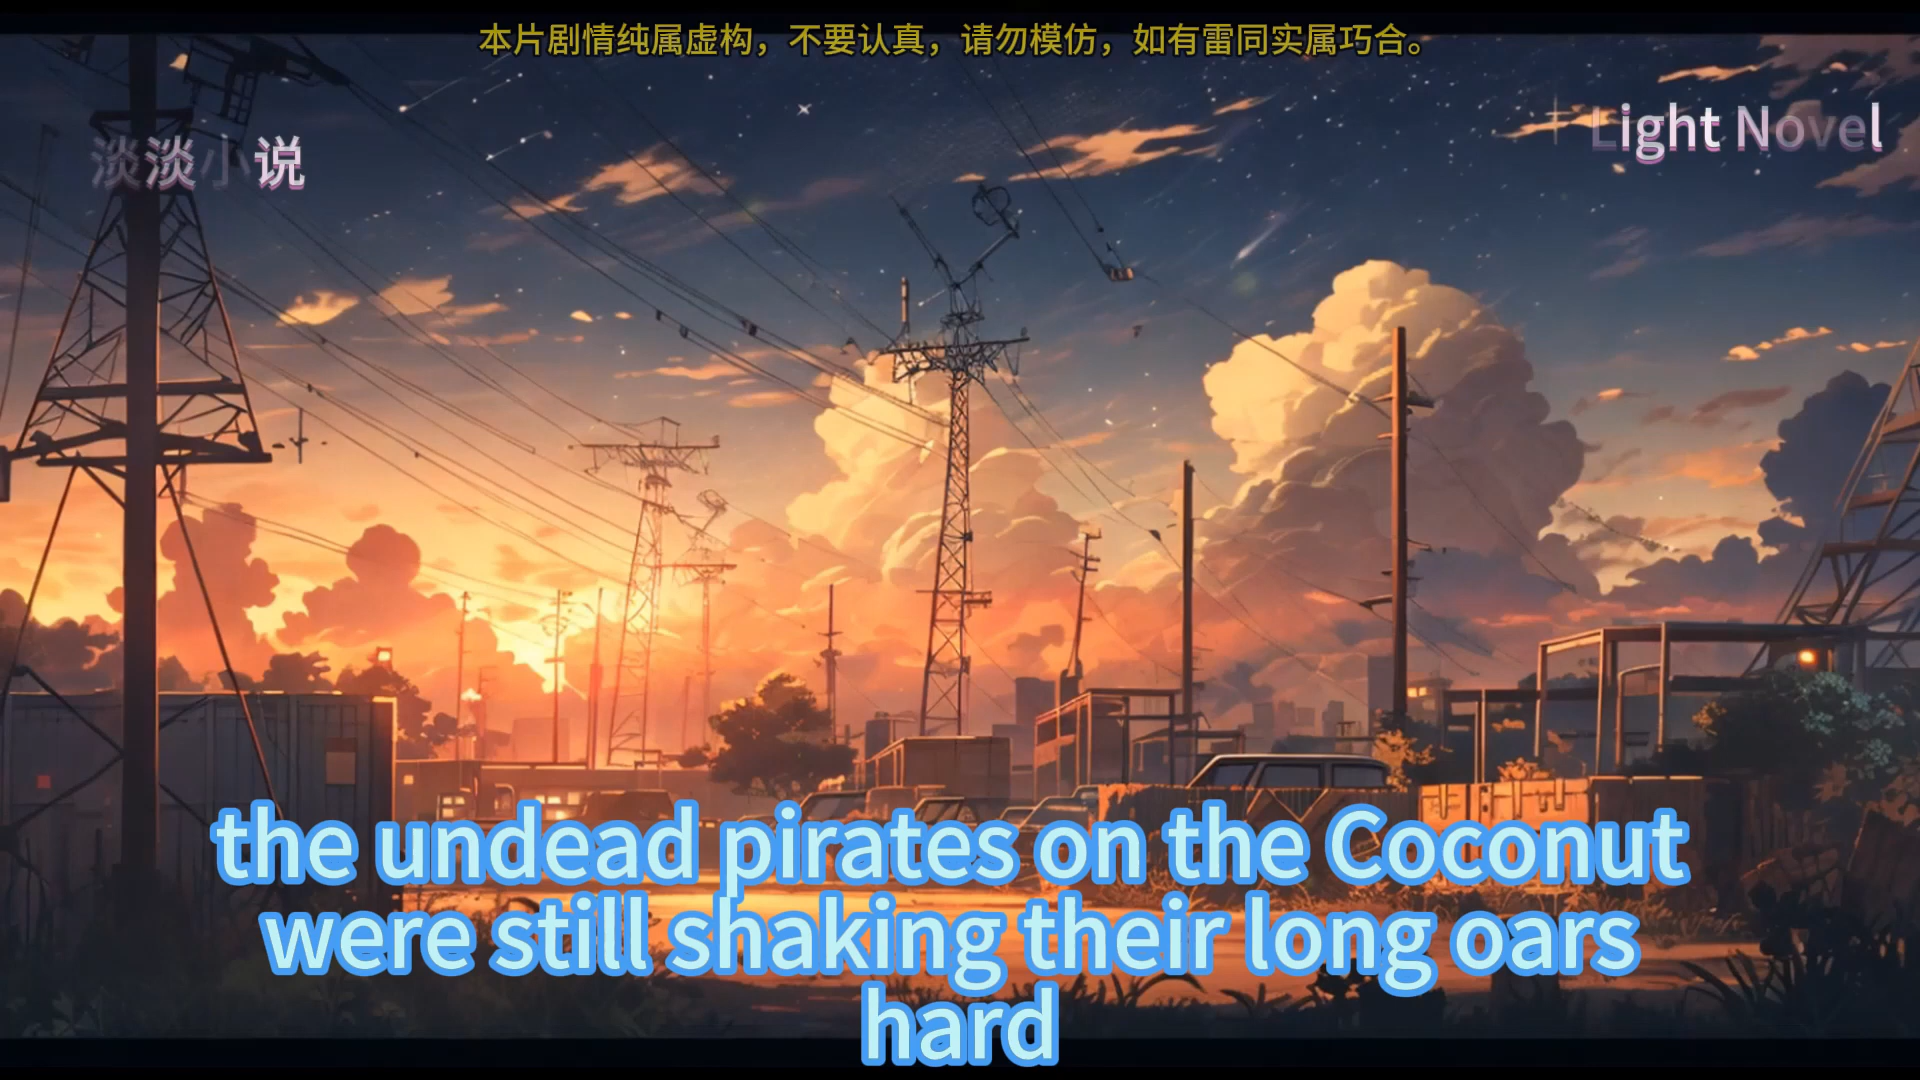 本片剧情纯属虚构，不要认真，请勿模仿，如有雷同实属巧合。
淡淡小说
Light Novel
the undead pirates on the Coconut
were still shaking their long oars
hard